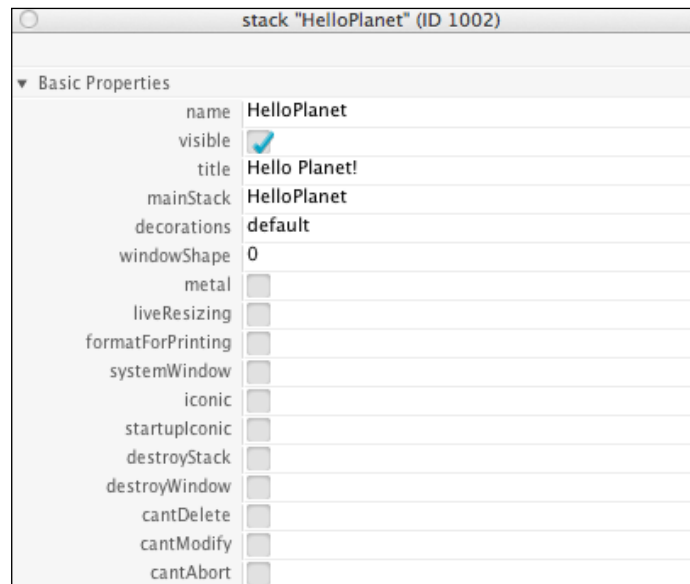 stack "HelloPlanet" (ID 1002)
Basic Properties
name HelloPlanet
visible
title Hello Planet!
mainStack HelloPlanet
decorations default
windowShape 0
metal
liveResizing
formatForPrinting
systemWindow
iconic
startupIconic
destroyStack
destroyWindow
cantDelete
cantModify
cantAbort